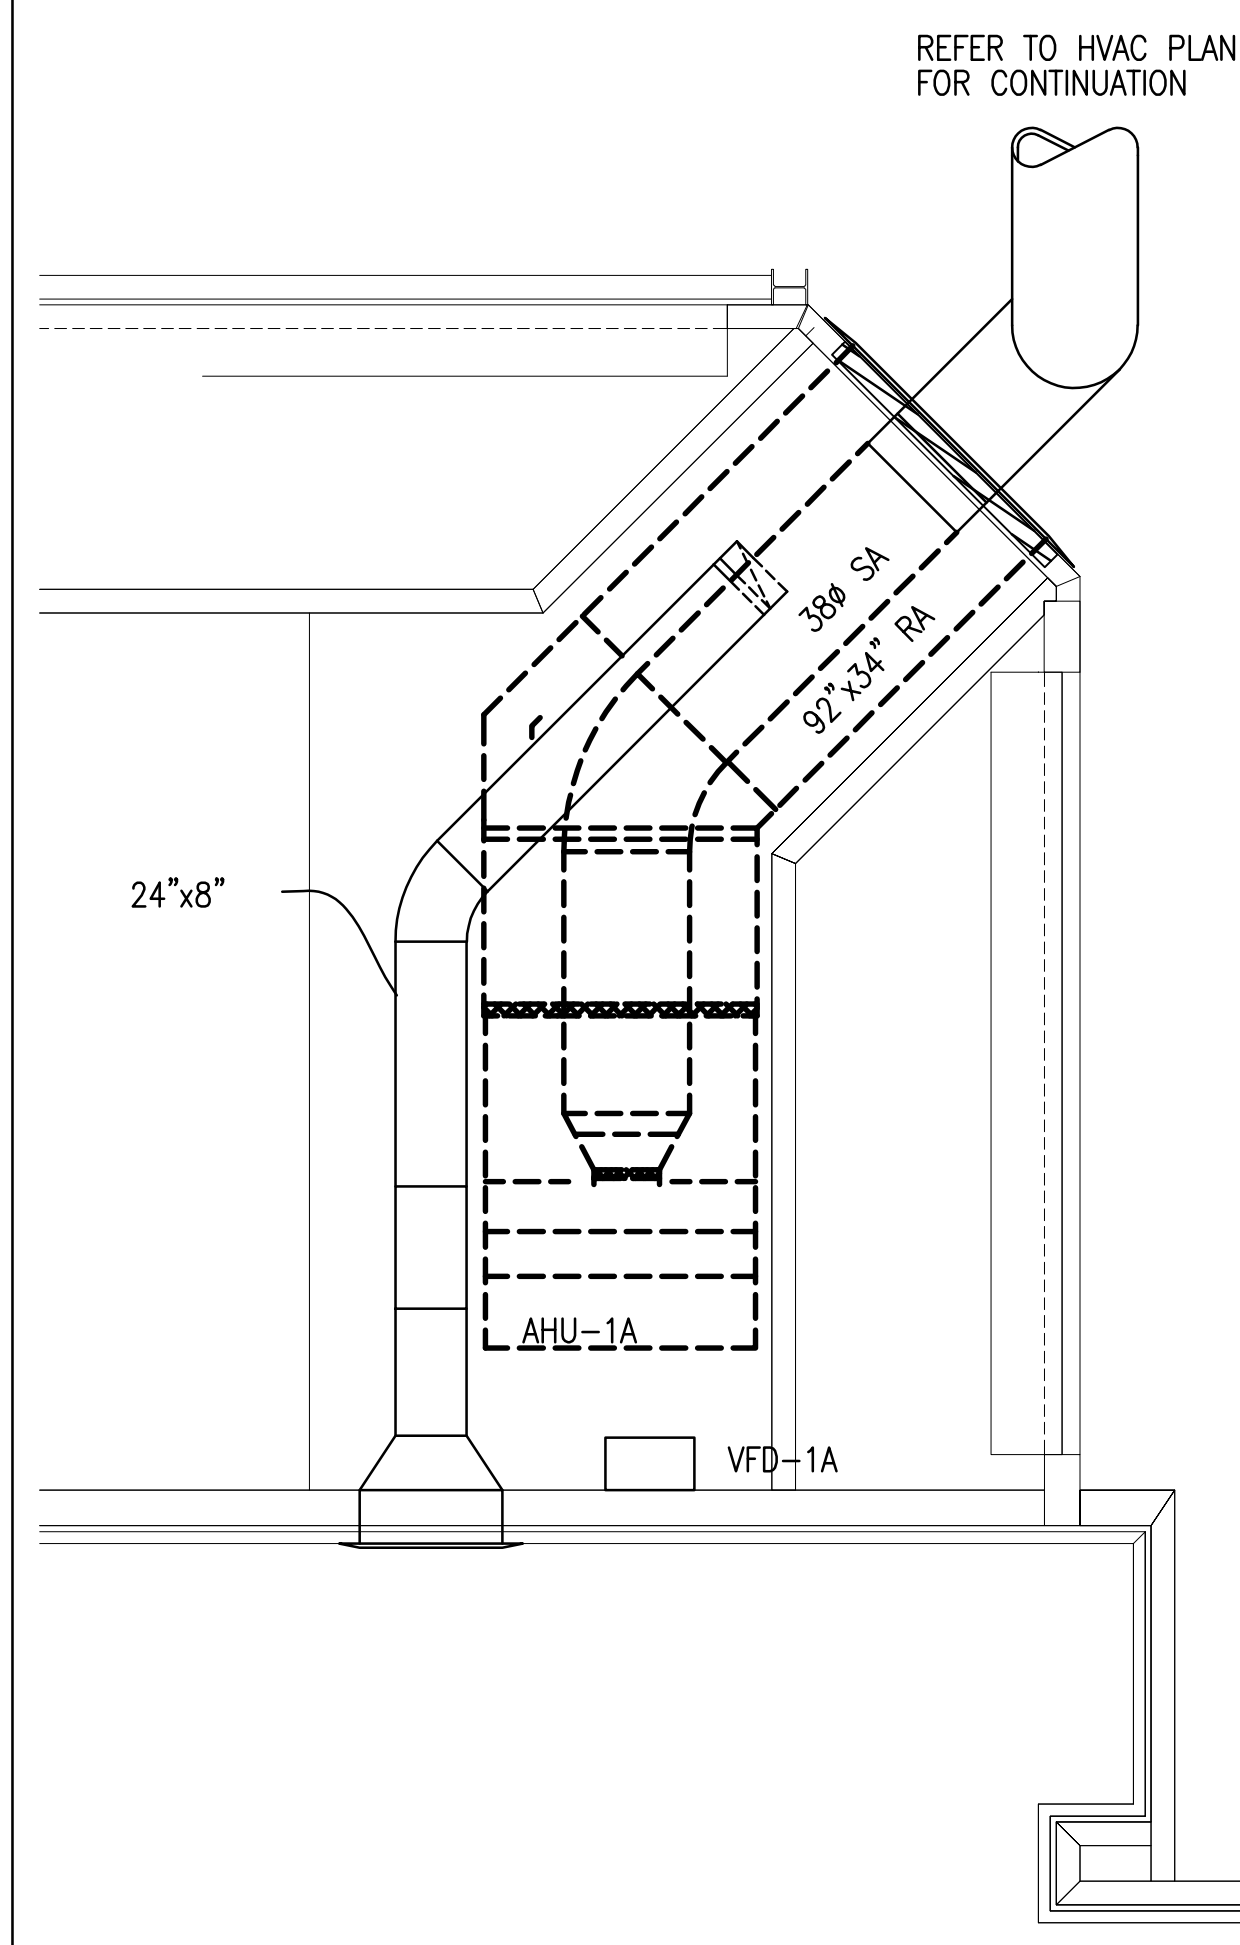 REFER TO HVAC PLAN
FOR CONTINUATION
38ø SA
92"x34" RA
24"x8"
AHU-1A
VFD-1A